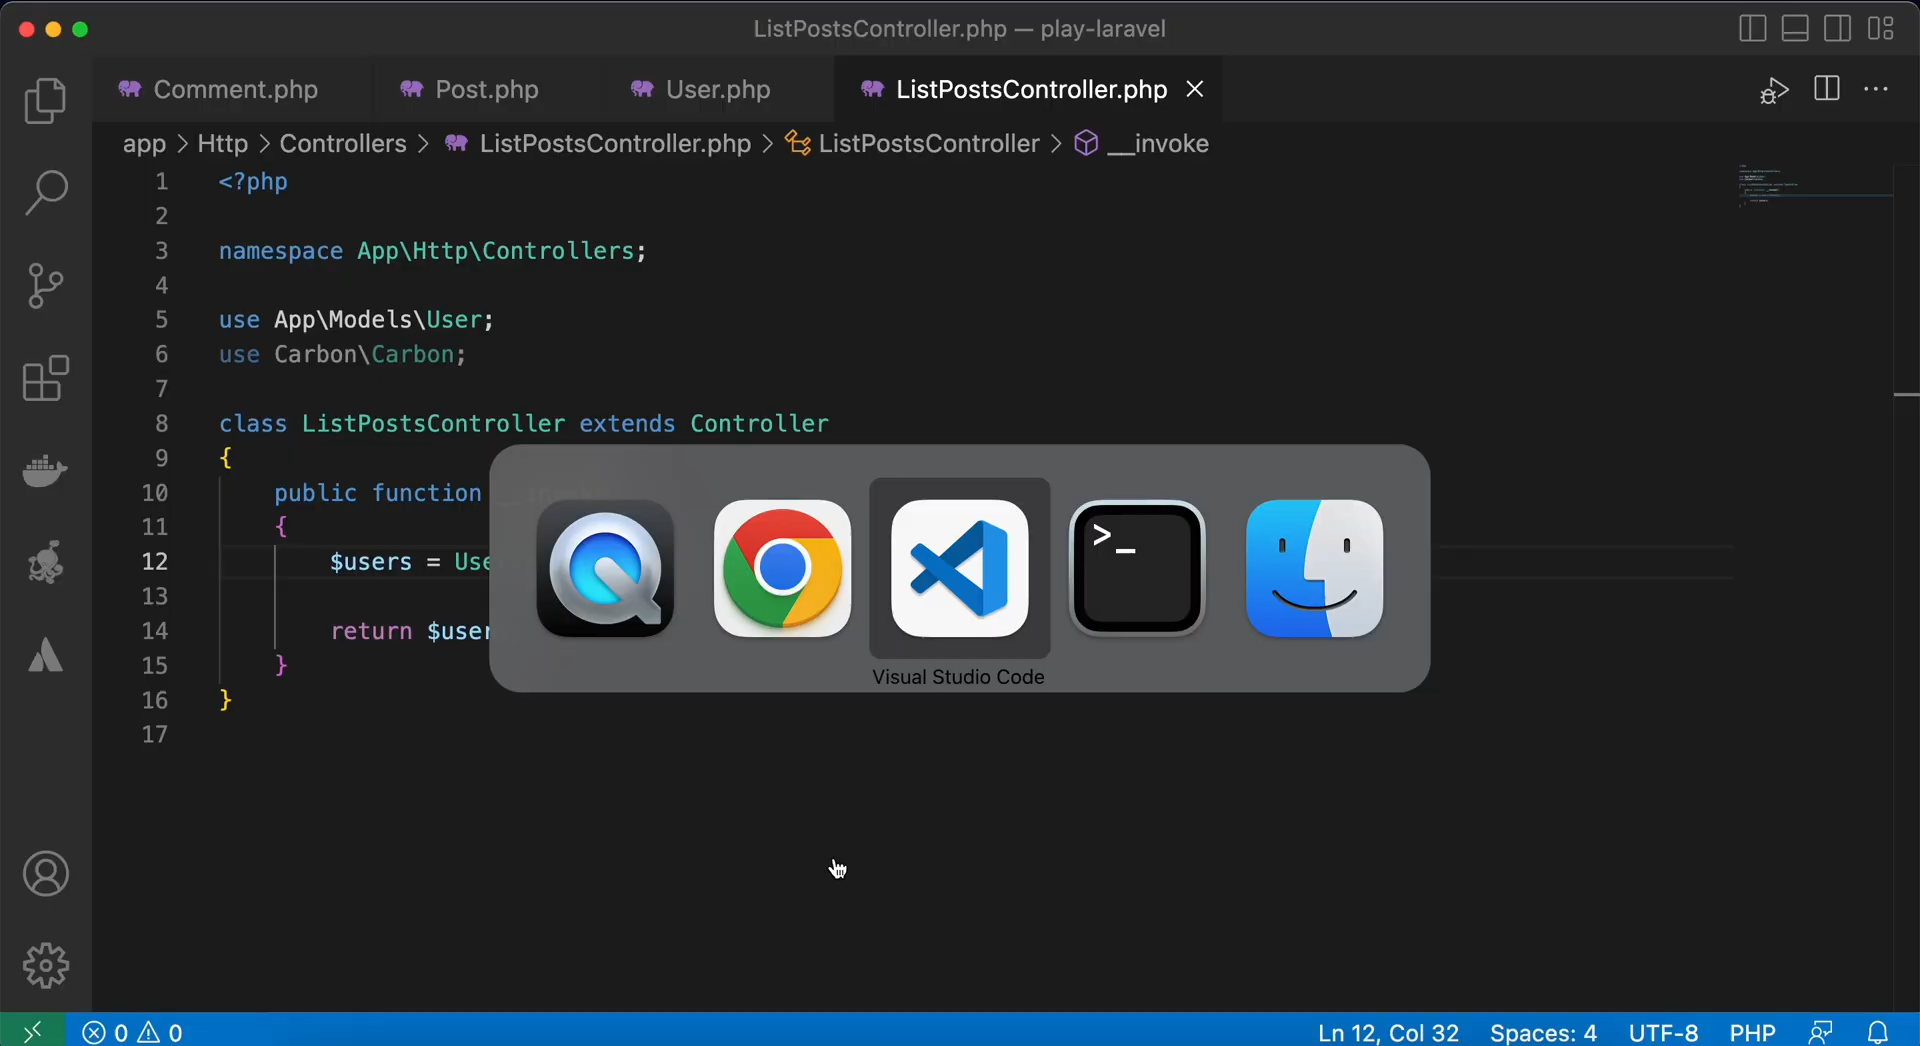 ListPostsController.php — play-laravel
Comment.php Post.php User.php ListPostsController.php
app > Http > Controllers > ListPostsController.php > ListPostsController > __invoke
1 <?php
2
3 namespace App\Http\Controllers;
4
5 use App\Models\User;
6 use Carbon\Carbon;
7
8 class ListPostsController extends Controller
9 {
10 public function
11 {
12 $users = Use
13
14 return $user
15 }
16 }
17
>_
Visual Studio Code
0 0 Ln 12, Col 32 Spaces: 4 UTF-8 PHP